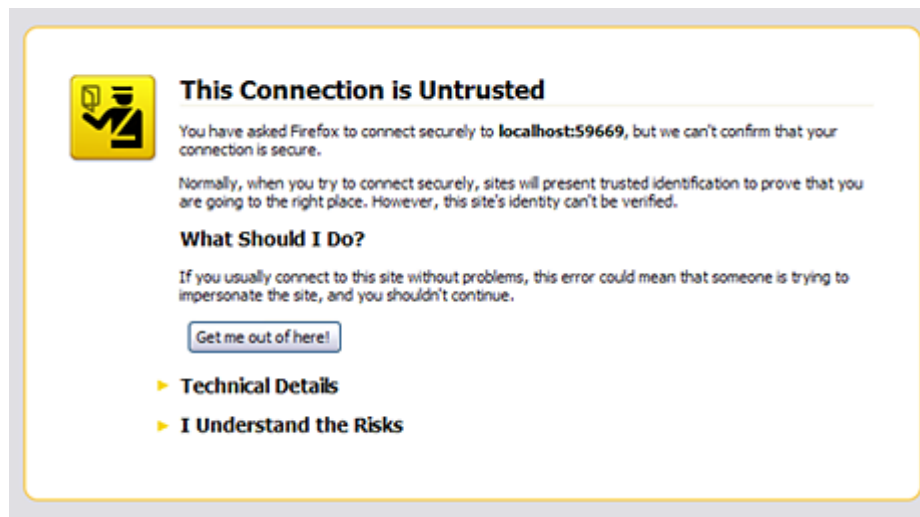 This Connection is Untrusted
You have asked Firefox to connect securely to localhost:59669, but we can't confirm that your
connection is secure.
Normally, when you try to connect securely, sites will present trusted identification to prove that you
are going to the right place. However, this site's identity can't be verified.
What Should I Do?
If you usually connect to this site without problems, this error could mean that someone is trying to
impersonate the site, and you shouldn't continue.
Get me out of here!
Technical Details
I Understand the Risks